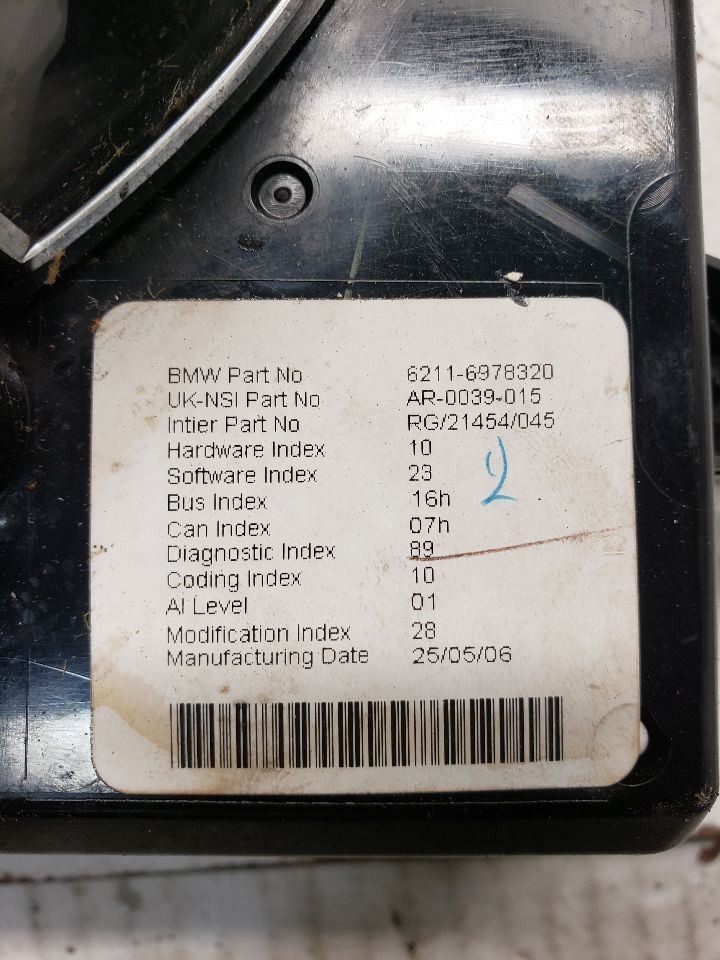 BMW Part No 6211-6978320
UK-NSI Part No AR-0039-015
Intier Part No RG/21454/045
Hardware Index 10
Software Index 23
Bus Index 16h
Can Index 07h
Diagnostic Index 89
Coding Index 10
AI Level 01
Modification Index 28
Manufacturing Date 25/05/06